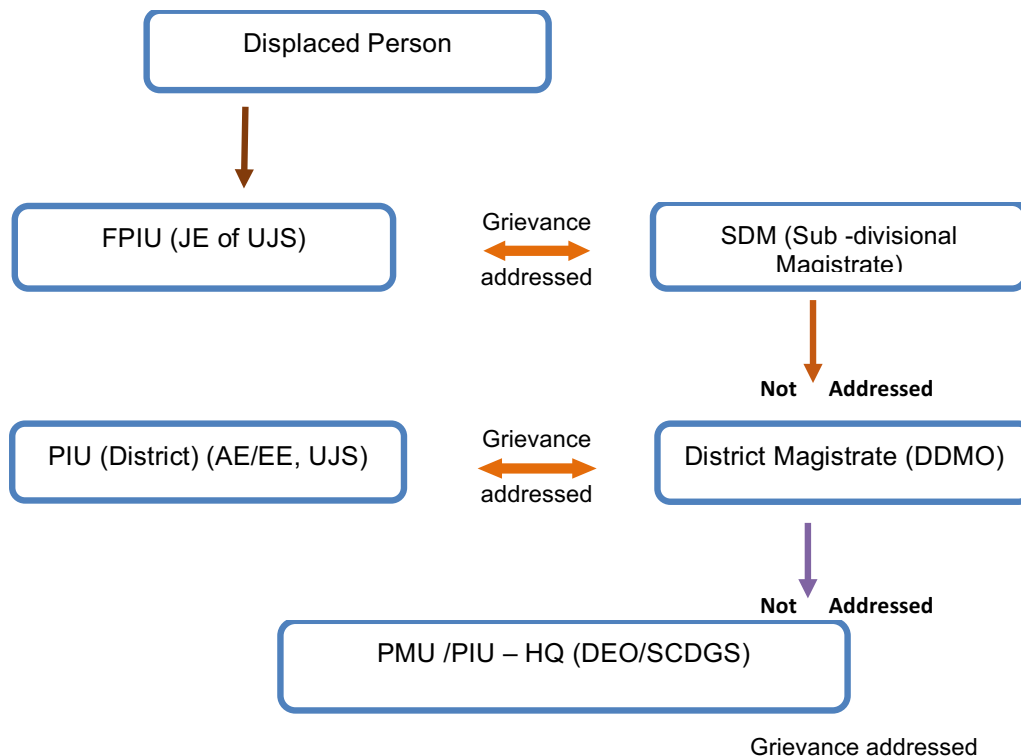 Displaced Person
FPIU (JE of UJS)
Grievance
addressed
SDM (Sub -divisional
Magistrate)
Not Addressed
PIU (District) (AE/EE, UJS)
Grievance
addressed
District Magistrate (DDMO)
Not Addressed
PMU /PIU – HQ (DEO/SCDGS)
Grievance addressed